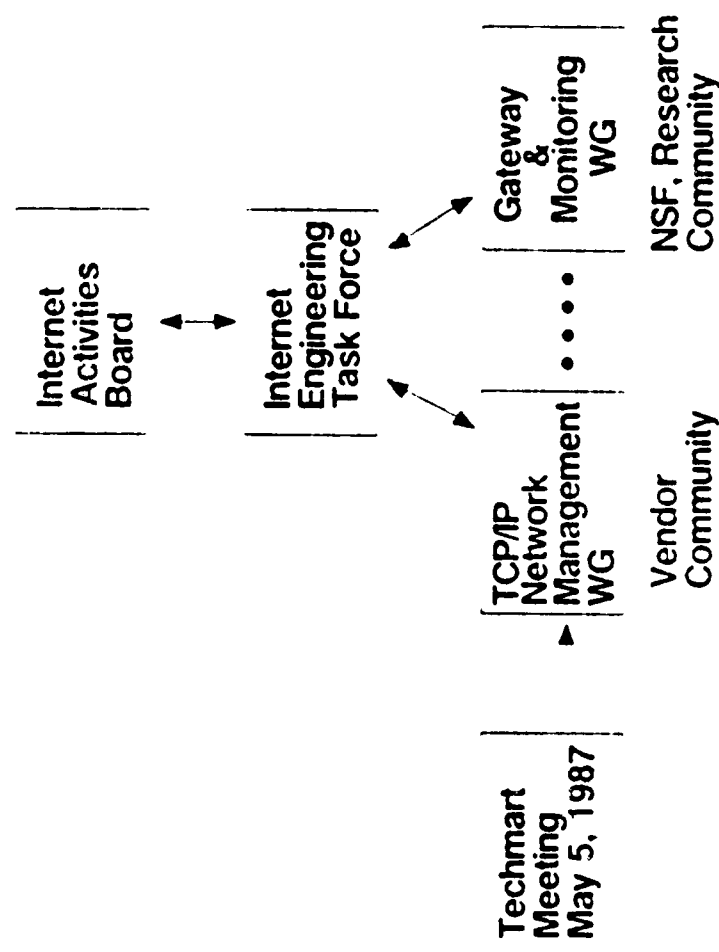 Internet
Activities
Board
Internet
Engineering
Task Force
Techmart
Meeting
May 5, 1987
TCP/IP
Network
Management
WG
Gateway
&
Monitoring
WG
Vendor
Community
NSF, Research
Community